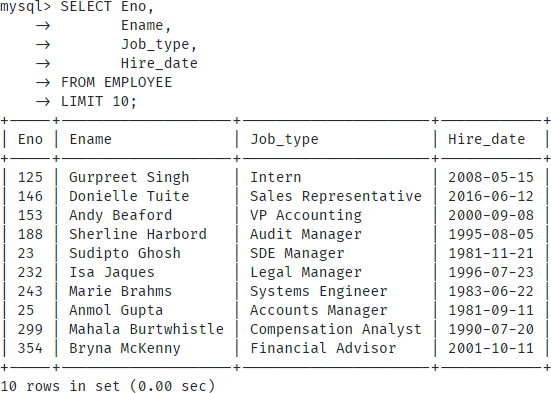 mysql> SELECT Eno,
    →        Ename,
    →        Job_type,
    →        Hire_date
    → FROM EMPLOYEE
    → LIMIT 10;
+-----+--------------------+----------------------+------------+
| Eno | Ename              | Job_type             | Hire_date  |
+-----+--------------------+----------------------+------------+
| 125 | Gurpreet Singh     | Intern               | 2008-05-15 |
| 146 | Donielle Tuite     | Sales Representative | 2016-06-12 |
| 153 | Andy Beaford       | VP Accounting        | 2000-09-08 |
| 188 | Sherline Harbord   | Audit Manager        | 1995-08-05 |
| 23  | Sudipto Ghosh      | SDE Manager          | 1981-11-21 |
| 232 | Isa Jaques         | Legal Manager        | 1996-07-23 |
| 243 | Marie Brahms       | Systems Engineer     | 1983-06-22 |
| 25  | Anmol Gupta        | Accounts Manager     | 1981-09-11 |
| 299 | Mahala Burtwhistle | Compensation Analyst | 1990-07-20 |
| 354 | Bryna McKenny      | Financial Advisor    | 2001-10-11 |
+-----+--------------------+----------------------+------------+
10 rows in set (0.00 sec)